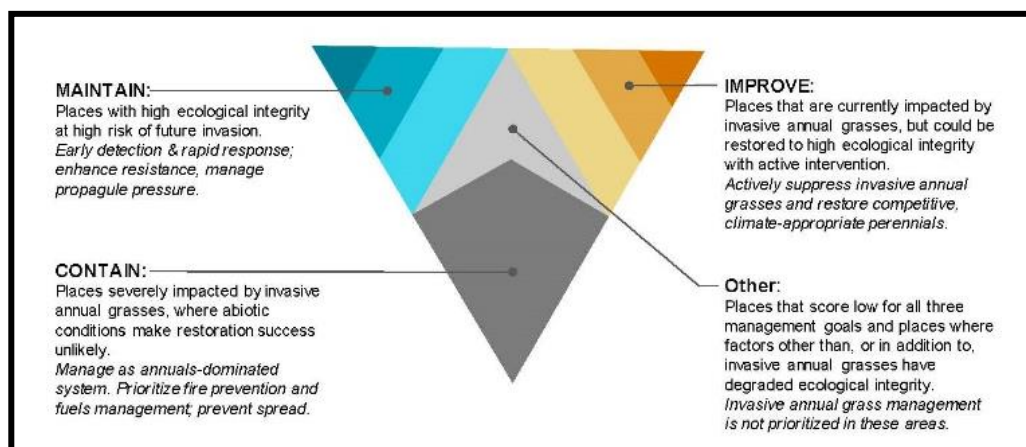 MAINTAIN:
Places with high ecological integrity
at high risk of future invasion.
Early detection & rapid response;
enhance resistance, manage
propagule pressure.
CONTAIN:
Places severely impacted by invasive
annual grasses, where abiotic
conditions make restoration success
unlikely.
Manage as annuals-dominated
system. Prioritize fire prevention and
fuels management; prevent spread.
IMPROVE:
Places that are currently impacted by
invasive annual grasses, but could be
restored to high ecological integrity
with active intervention.
Actively suppress invasive annual
grasses and restore competitive,
climate-appropriate perennials.
Other:
Places that score low for all three
management goals and places where
factors other than, or in addition to,
invasive annual grasses have
degraded ecological integrity.
Invasive annual grass management
is not prioritized in these areas.